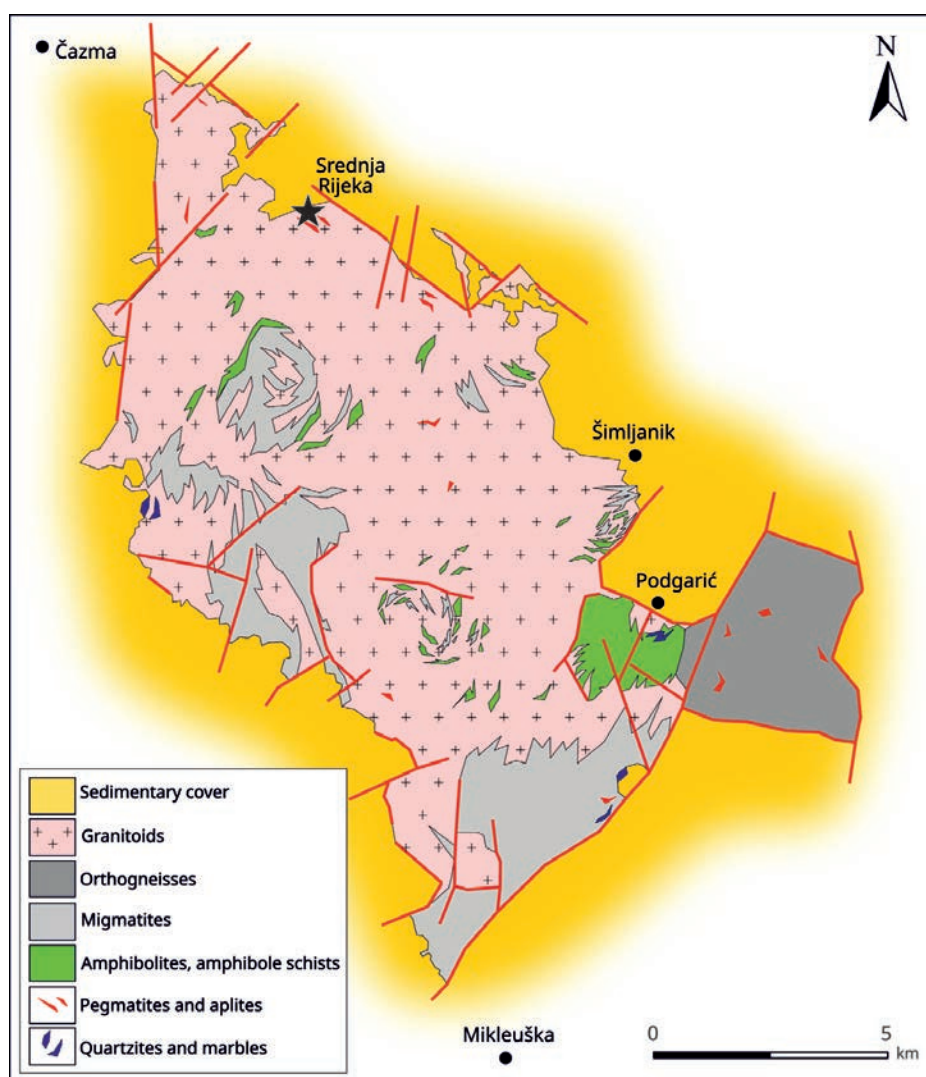 Čazma
N
Srednja
Rijeka
Šimljanik
Podgarić
Sedimentary cover
Granitoids
Orthogneisses
Migmatites
Amphibolites, amphibole schists
Pegmatites and aplites
Quartzites and marbles
Mikleuška
0 5
km